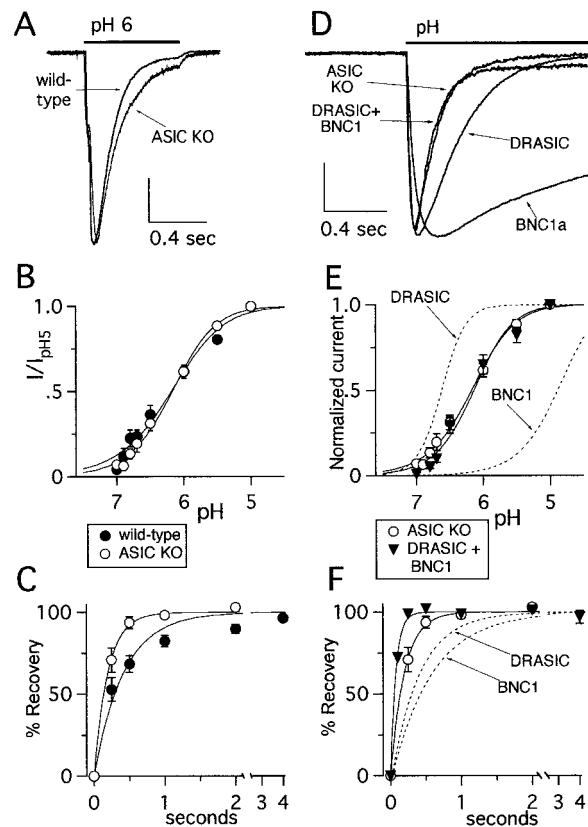 A
pH 6
wild-
type
ASIC KO
0.4 sec
D
pH
ASIC
KO
DRASIC+
BNC1
DRASIC
BNC1a
0.4 sec
B
I/IpH5
1.0
.5
0
7
6
5
pH
wild-type
ASIC KO
E
Normalized current
1.0
0.5
0
DRASIC
BNC1
7
6
5
pH
ASIC KO
DRASIC +
BNC1
C
% Recovery
100
50
0
0
1
2
3
4
seconds
F
% Recovery
100
50
0
DRASIC
BNC1
0
1
2
3
4
seconds